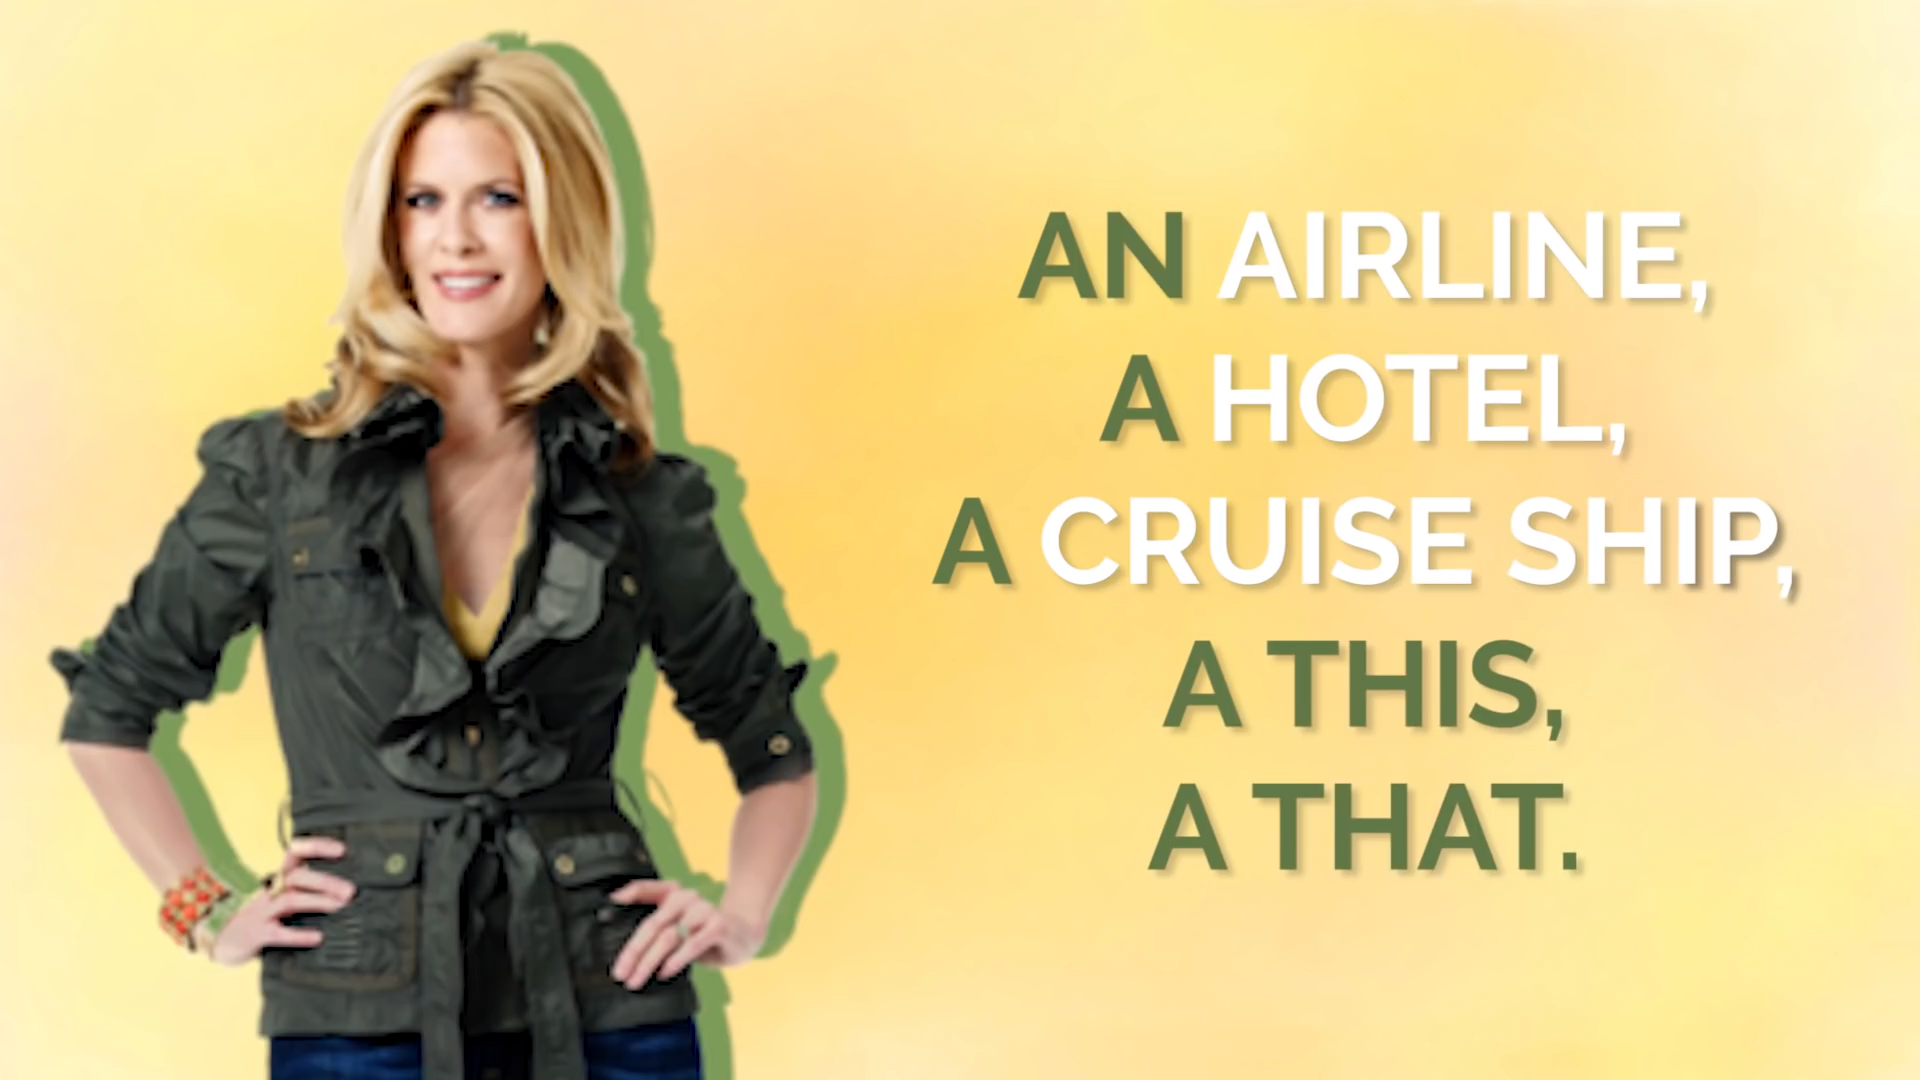 AN AIRLINE,
A HOTEL,
A CRUISE SHIP,
A THIS,
A THAT.